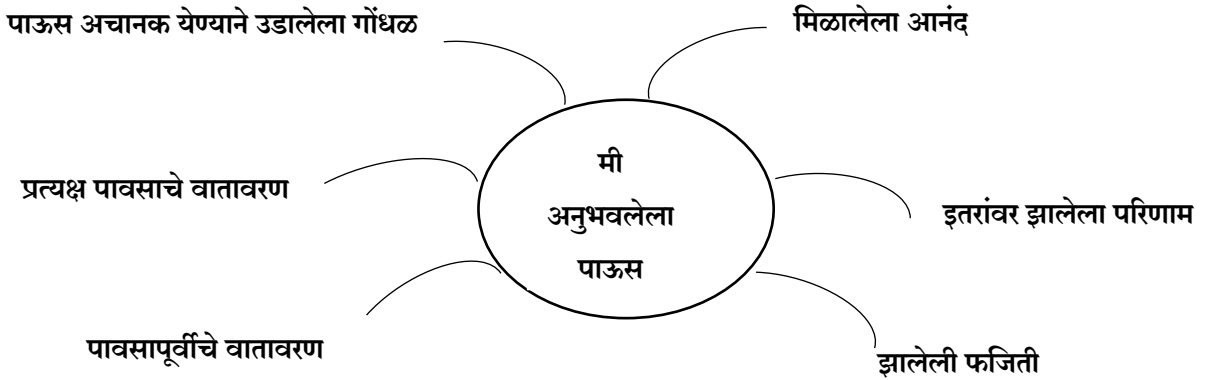 पाऊस अचानक येण्याने उडालेला गोंधळ
मिळालेला आनंद
मी
अनुभवलेला
पाऊस
प्रत्यक्ष पावसाचे वातावरण
इतरांवर झालेला परिणाम
पावसापूर्वीचे वातावरण
झालेली फजिती